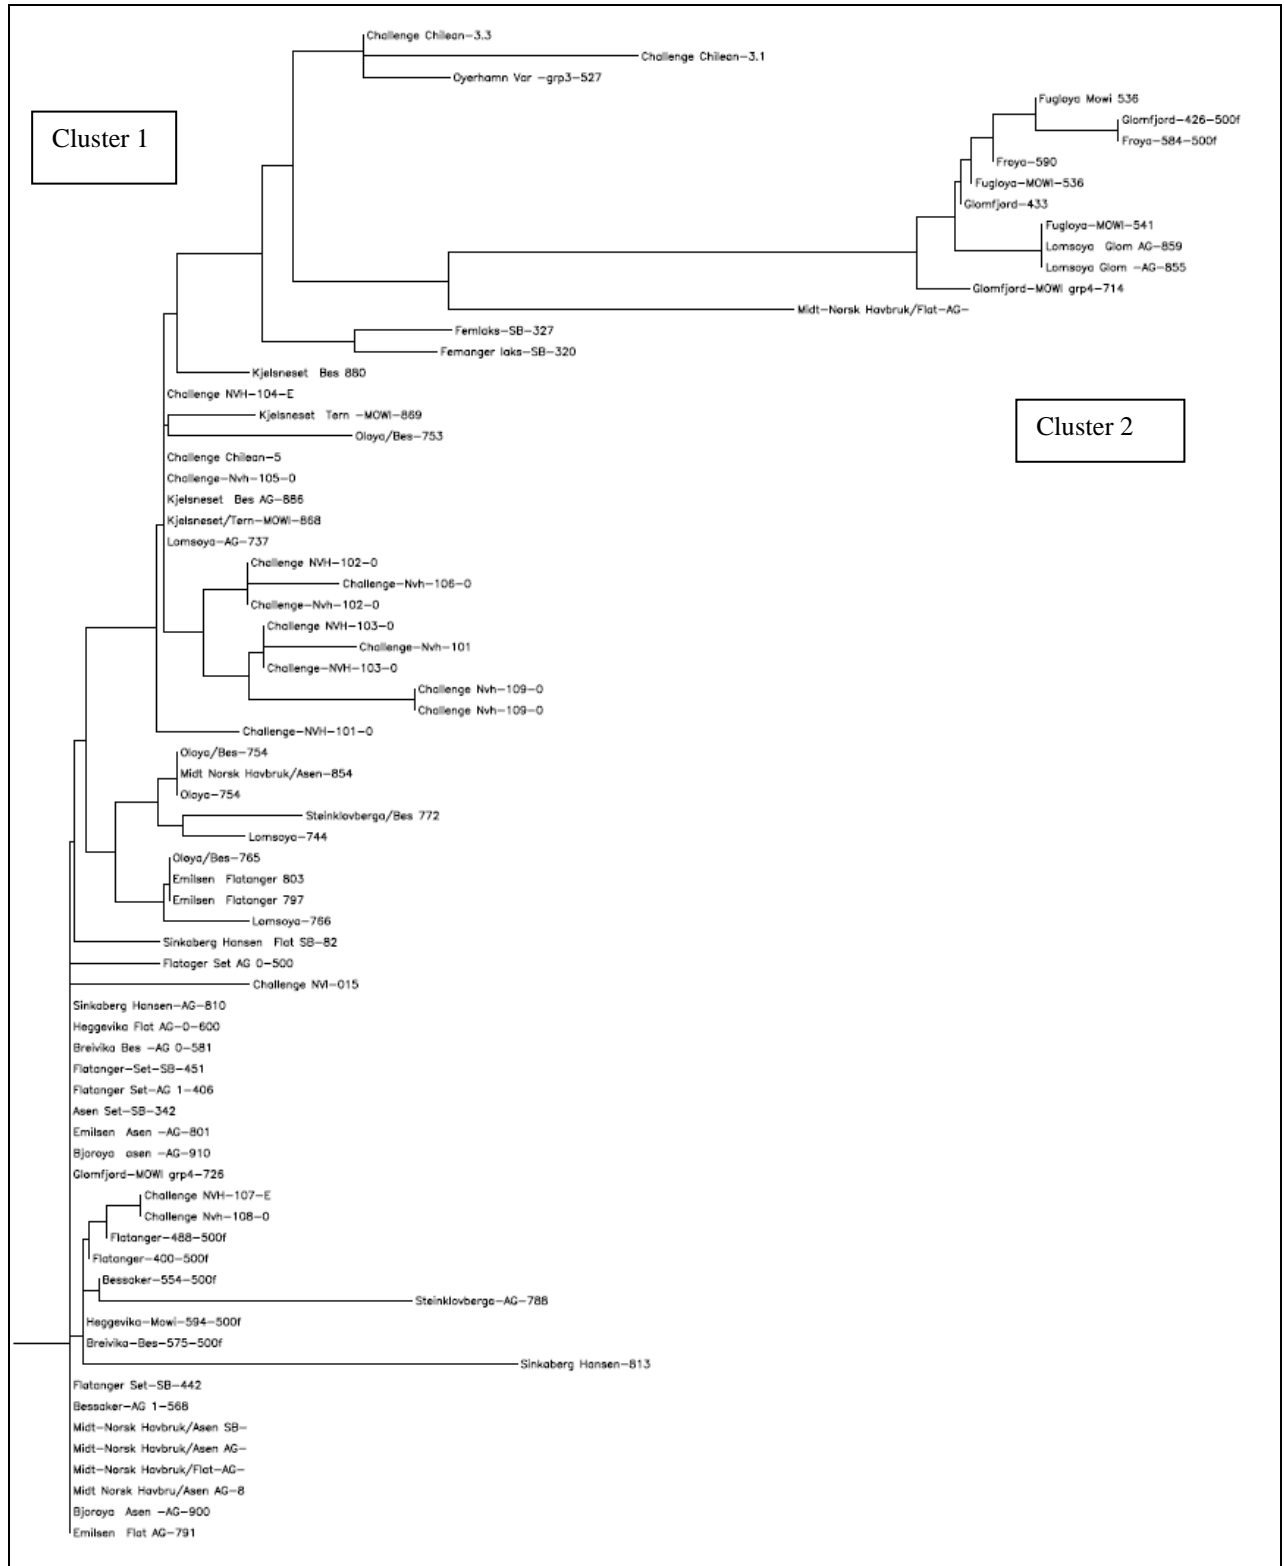 Challenge Chilean-3.3
Challenge Chilean-3.1
Oyerhamn Var -grp3-527
Fugloya Mowi 536
Cluster 1
Glomfjord-426-500f
Froya-584-500f
Froya-590
Fugloya-MOWI-536
Glomfjord-433
Fugloya-MOWI-541
Lomsoya Glom AG-859
Lomsoya Glom -AG-855
Glomfjord-MOWI grp4-714
Midt-Norsk Havbruk/Flat-AG-
Femlaks-SB-327
Femanger laks-SB-320
Kjelsneset Bes 880
Challenge NVH-104-E
Kjelsneset Tern -MOWI-869
Cluster 2
Oloya/Bes-753
Challenge Chilean-5
Challenge-Nvh-105-0
Kjelsneset Bes AG-886
Kjelsneset/Tern-MOWI-868
Lomsoya-AG-737
Challenge NVH-102-0
Challenge-Nvh-106-0
Challenge-Nvh-102-0
Challenge NVH-103-0
Challenge-Nvh-101
Challenge-NVH-103-0
Challenge Nvh-109-0
Challenge Nvh-109-0
Challenge-NVH-101-0
Oloya/Bes-754
Midt Norsk Havbruk/Asen-854
Oloya-754
Steinklovberga/Bes 772
Lomsoya-744
Oloya/Bes-765
Emilsen Flatanger 803
Emilsen Flatanger 797
Lomsoya-766
Sinkaberg Hansen Flat SB-82
Flatager Set AG 0-500
Challenge NVI-015
Sinkaberg Hansen-AG-810
Heggevika Flat AG-0-600
Breivika Bes -AG 0-581
Flatanger-Set-SB-451
Flatanger Set-AG 1-406
Asen Set-SB-342
Emilsen Asen -AG-801
Bjoroya asen -AG-910
Glomfjord-MOWI grp4-726
Challenge NVH-107-E
Challenge Nvh-108-0
Flatanger-488-500f
Flatanger-400-500f
Bessaker-554-500f
Steinklovberga-AG-788
Heggevika-Mowi-594-500f
Breivika-Bes-575-500f
Sinkaberg Hansen-813
Flatanger Set-SB-442
Bessaker-AG 1-568
Midt-Norsk Havbruk/Asen SB-
Midt-Norsk Havbruk/Asen AG-
Midt-Norsk Havbruk/Flat-AG-
Midt Norsk Havbru/Asen AG-8
Bjoroya Asen -AG-900
Emilsen Flat AG-791